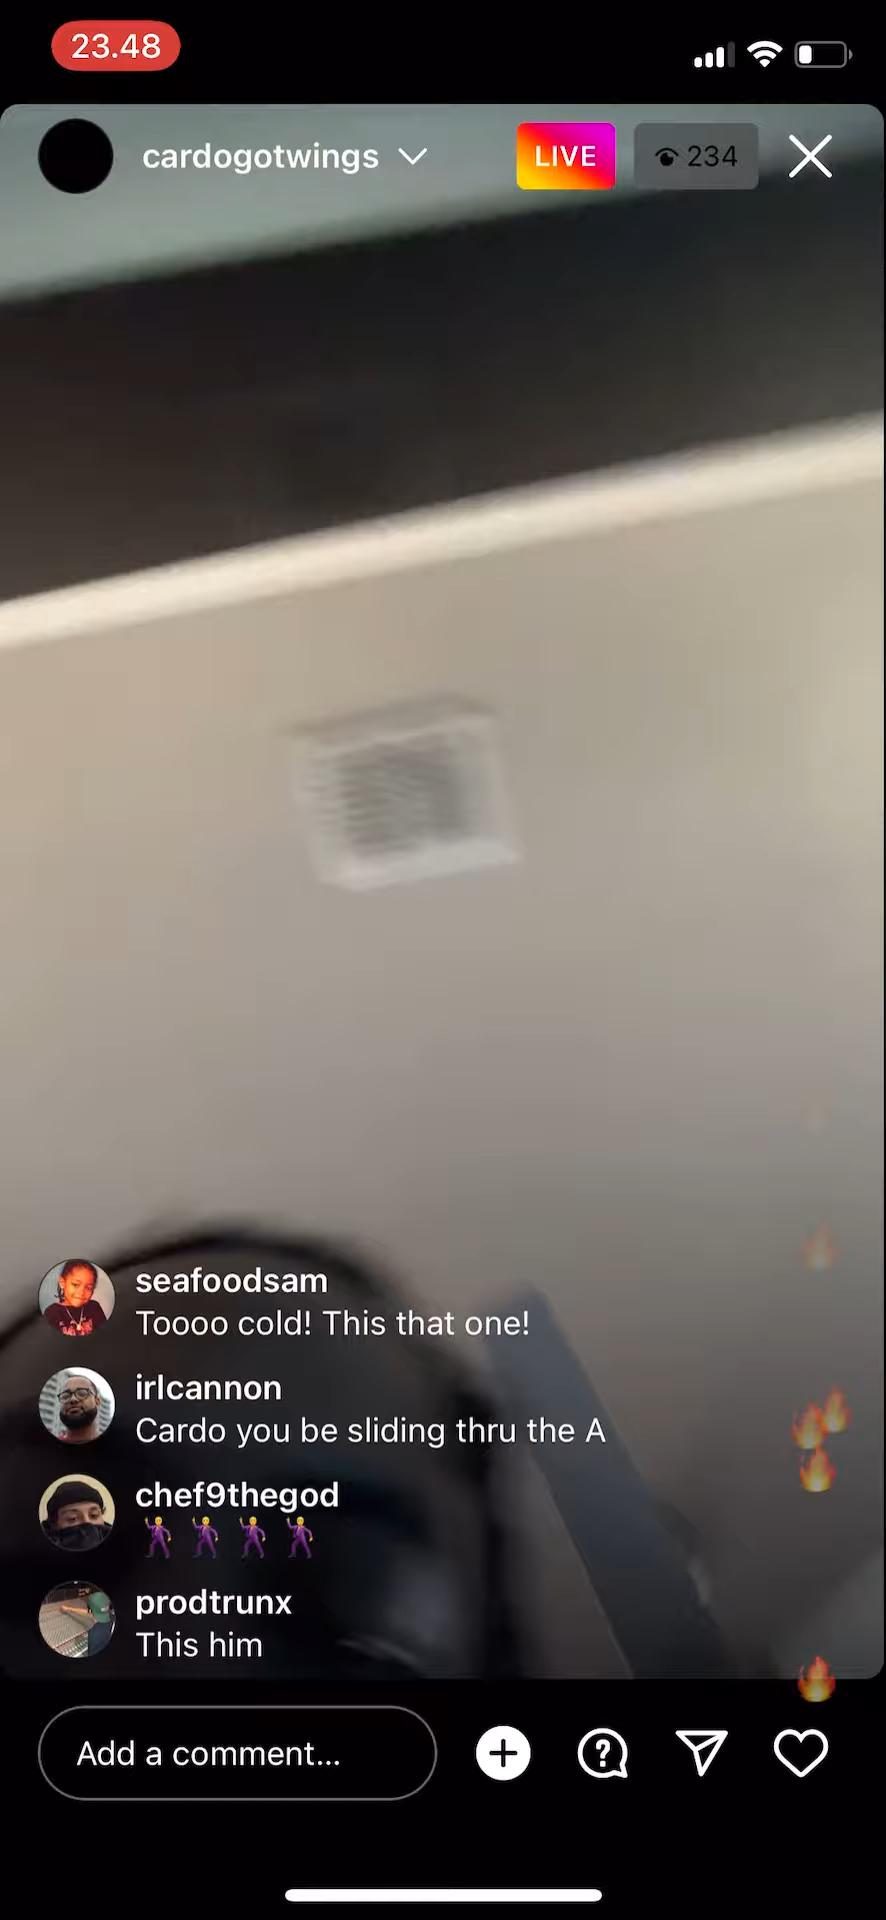 23.48
cardogotwings
LIVE
234
seafoodsam
Toooo cold! This that one!
irlcannon
Cardo you be sliding thru the A
chef9thegod
🕺🕺🕺🕺
prodtrunx
This him
Add a comment...